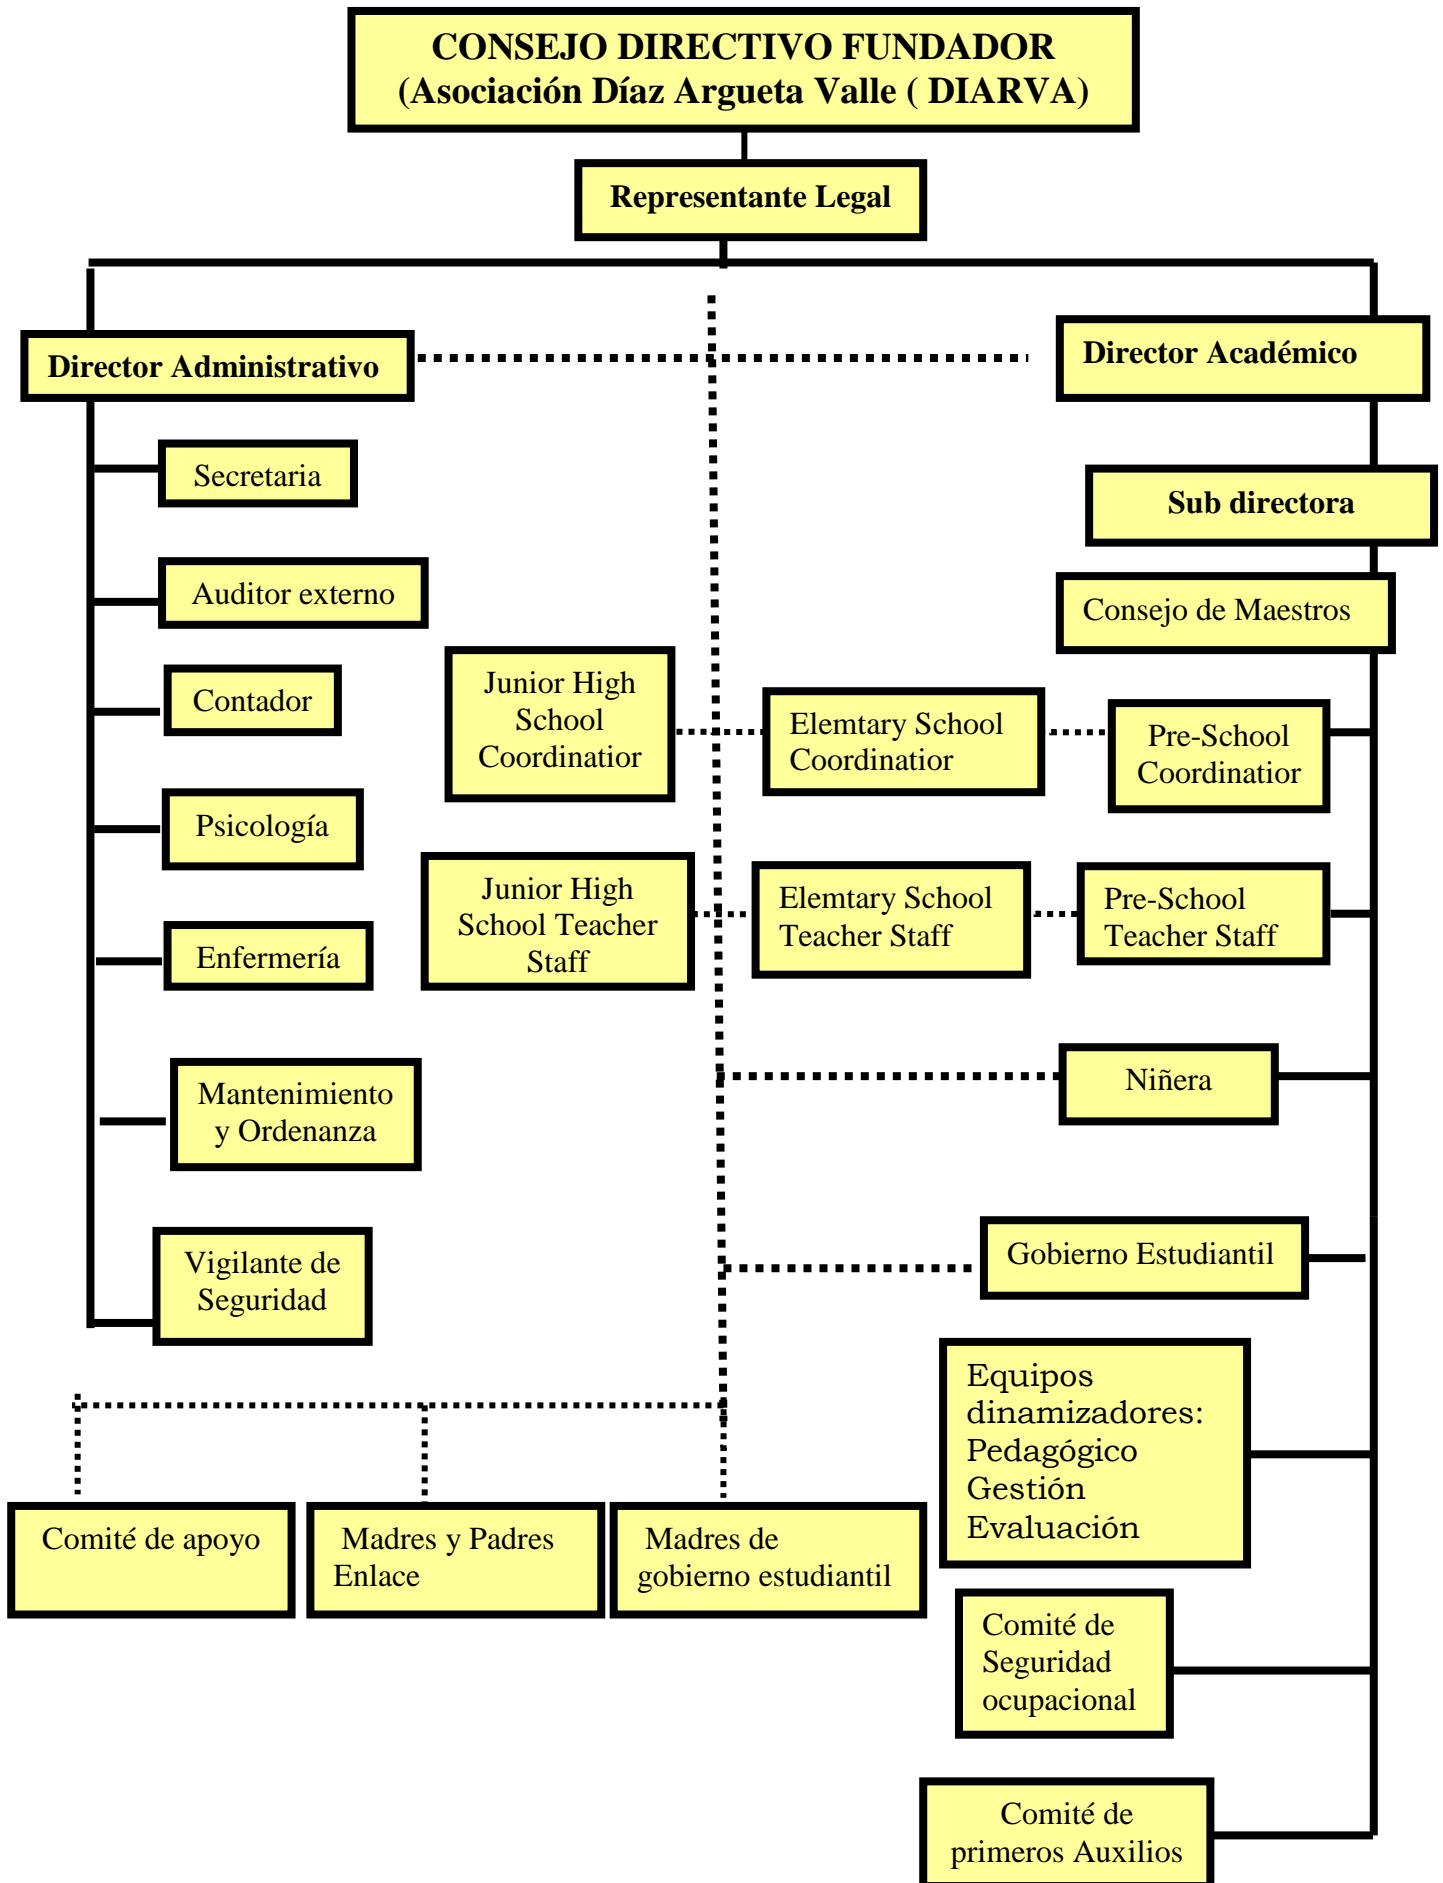 CONSEJO DIRECTIVO FUNDADOR
(Asociación Díaz Argueta Valle ( DIARVA)
Representante Legal
Director Administrativo
Director Académico
Secretaria
Sub directora
Auditor externo
Consejo de Maestros
Contador
Junior High
School
Coordinatior
Elemtary School
Coordinatior
Pre-School
Coordinatior
Psicología
Junior High
School Teacher
Staff
Elemtary School
Teacher Staff
Pre-School
Teacher Staff
Enfermería
Mantenimiento
y Ordenanza
Niñera
Vigilante de
Seguridad
Gobierno Estudiantil
Equipos
dinamizadores:
Pedagógico
Gestión
Evaluación
Comité de apoyo
Madres y Padres
Enlace
Madres de
gobierno estudiantil
Comité de
Seguridad
ocupacional
Comité de
primeros Auxilios